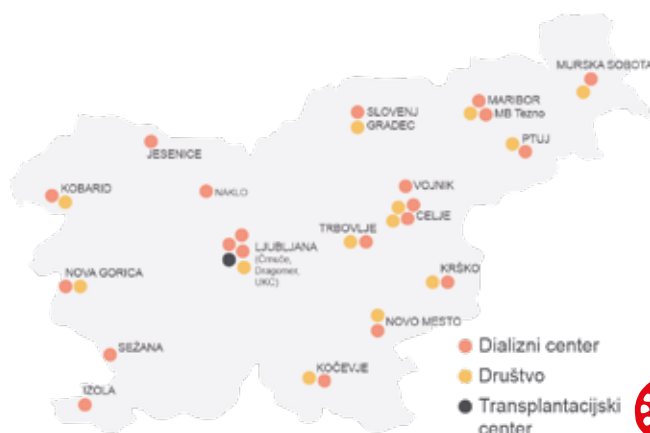 MURSKA SOBOTA
MARIBOR
MB Tezno
SLOVENJ
GRADEC
PTUJ
JESENICE
KOBARID
NAKLO
VOJNIK
CELJE
TRBOVLJE
LJUBLJANA
(Črnuče,
Dragomer,
UKC)
NOVA GORICA
KRŠKO
NOVO MESTO
SEŽANA
KOČEVJE
IZOLA
Dializni center
Društvo
Transplantacijski
center